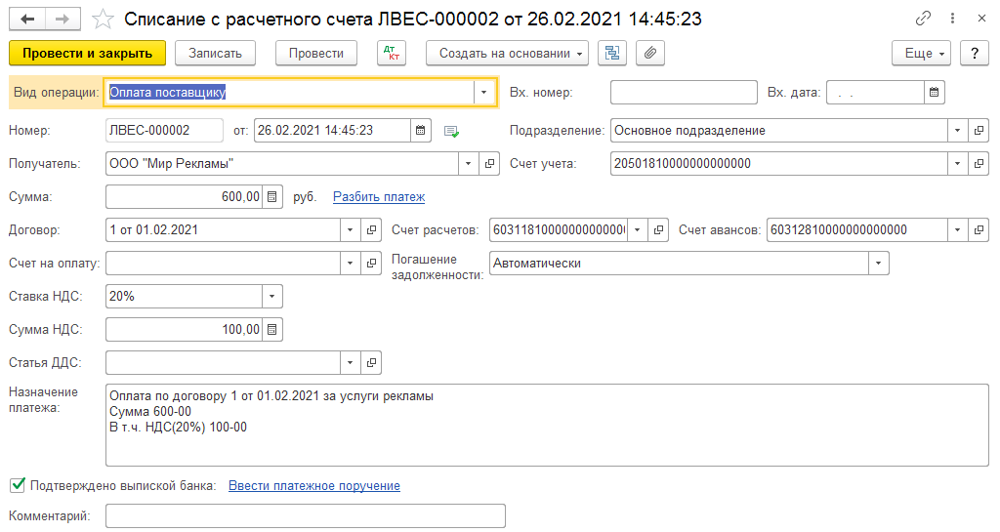 Списание с расчетного счета ЛВЕС-000002 от 26.02.2021 14:45:23
Провести и закрыть Записать Провести Дт Кт Создать на основании Еще ?
Вид операции: Оплата поставщику Вх. номер: Вх. дата: . .
Номер: ЛВЕС-000002 от: 26.02.2021 14:45:23 Подразделение: Основное подразделение
Получатель: ООО "Мир Рекламы" Счет учета: 20501810000000000000
Сумма: 600,00 руб. Разбить платеж
Договор: 1 от 01.02.2021 Счет расчетов: 6031181000000000000 Счет авансов: 60312810000000000000
Счет на оплату: Погашение задолженности: Автоматически
Ставка НДС: 20%
Сумма НДС: 100,00
Статья ДДС:
Назначение платежа: Оплата по договору 1 от 01.02.2021 за услуги рекламы
Сумма 600-00
В т.ч. НДС(20%) 100-00
Подтверждено выпиской банка: Ввести платежное поручение
Комментарий: